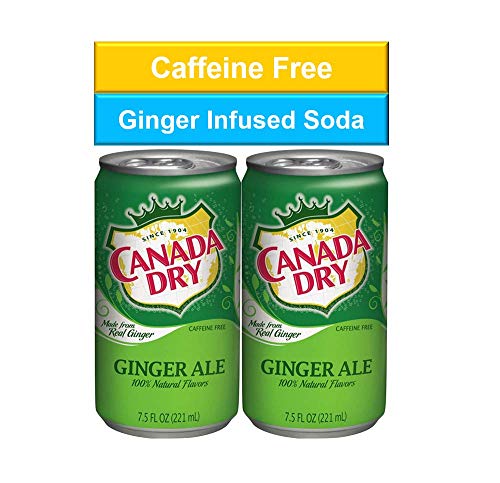 Caffeine Free
Ginger Infused Soda
SINCE 1904
CANADA
DRY
Made from
Real Ginger
CAFFEINE FREE
GINGER ALE
100% Natural Flavors
7.5 FL OZ (221 mL)
SINCE 1904
CANADA
DRY
Made from
Real Ginger
CAFFEINE FREE
GINGER ALE
100% Natural Flavors
7.5 FL OZ (221 mL)